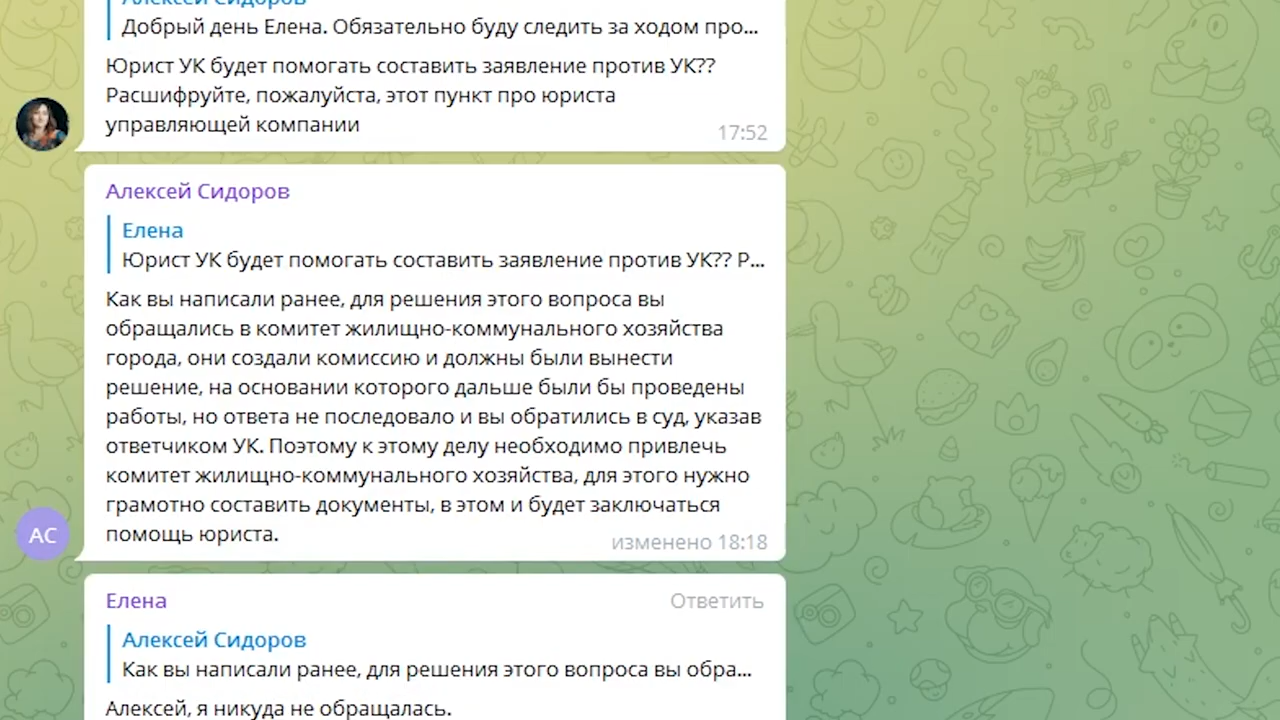 Алексей Сидоров
Добрый день Елена. Обязательно буду следить за ходом про...
Юрист УК будет помогать составить заявление против УК??
Расшифруйте, пожалуйста, этот пункт про юриста
управляющей компании
17:52
Алексей Сидоров
Елена
Юрист УК будет помогать составить заявление против УК?? Р...
Как вы написали ранее, для решения этого вопроса вы
обращались в комитет жилищно-коммунального хозяйства
города, они создали комиссию и должны были вынести
решение, на основании которого дальше были бы проведены
работы, но ответа не последовало и вы обратились в суд, указав
ответчиком УК. Поэтому к этому делу необходимо привлечь
комитет жилищно-коммунального хозяйства, для этого нужно
грамотно составить документы, в этом и будет заключаться
помощь юриста.
АС
изменено 18:18
Елена
Ответить
Алексей Сидоров
Как вы написали ранее, для решения этого вопроса вы обра...
Алексей, я никуда не обращалась.